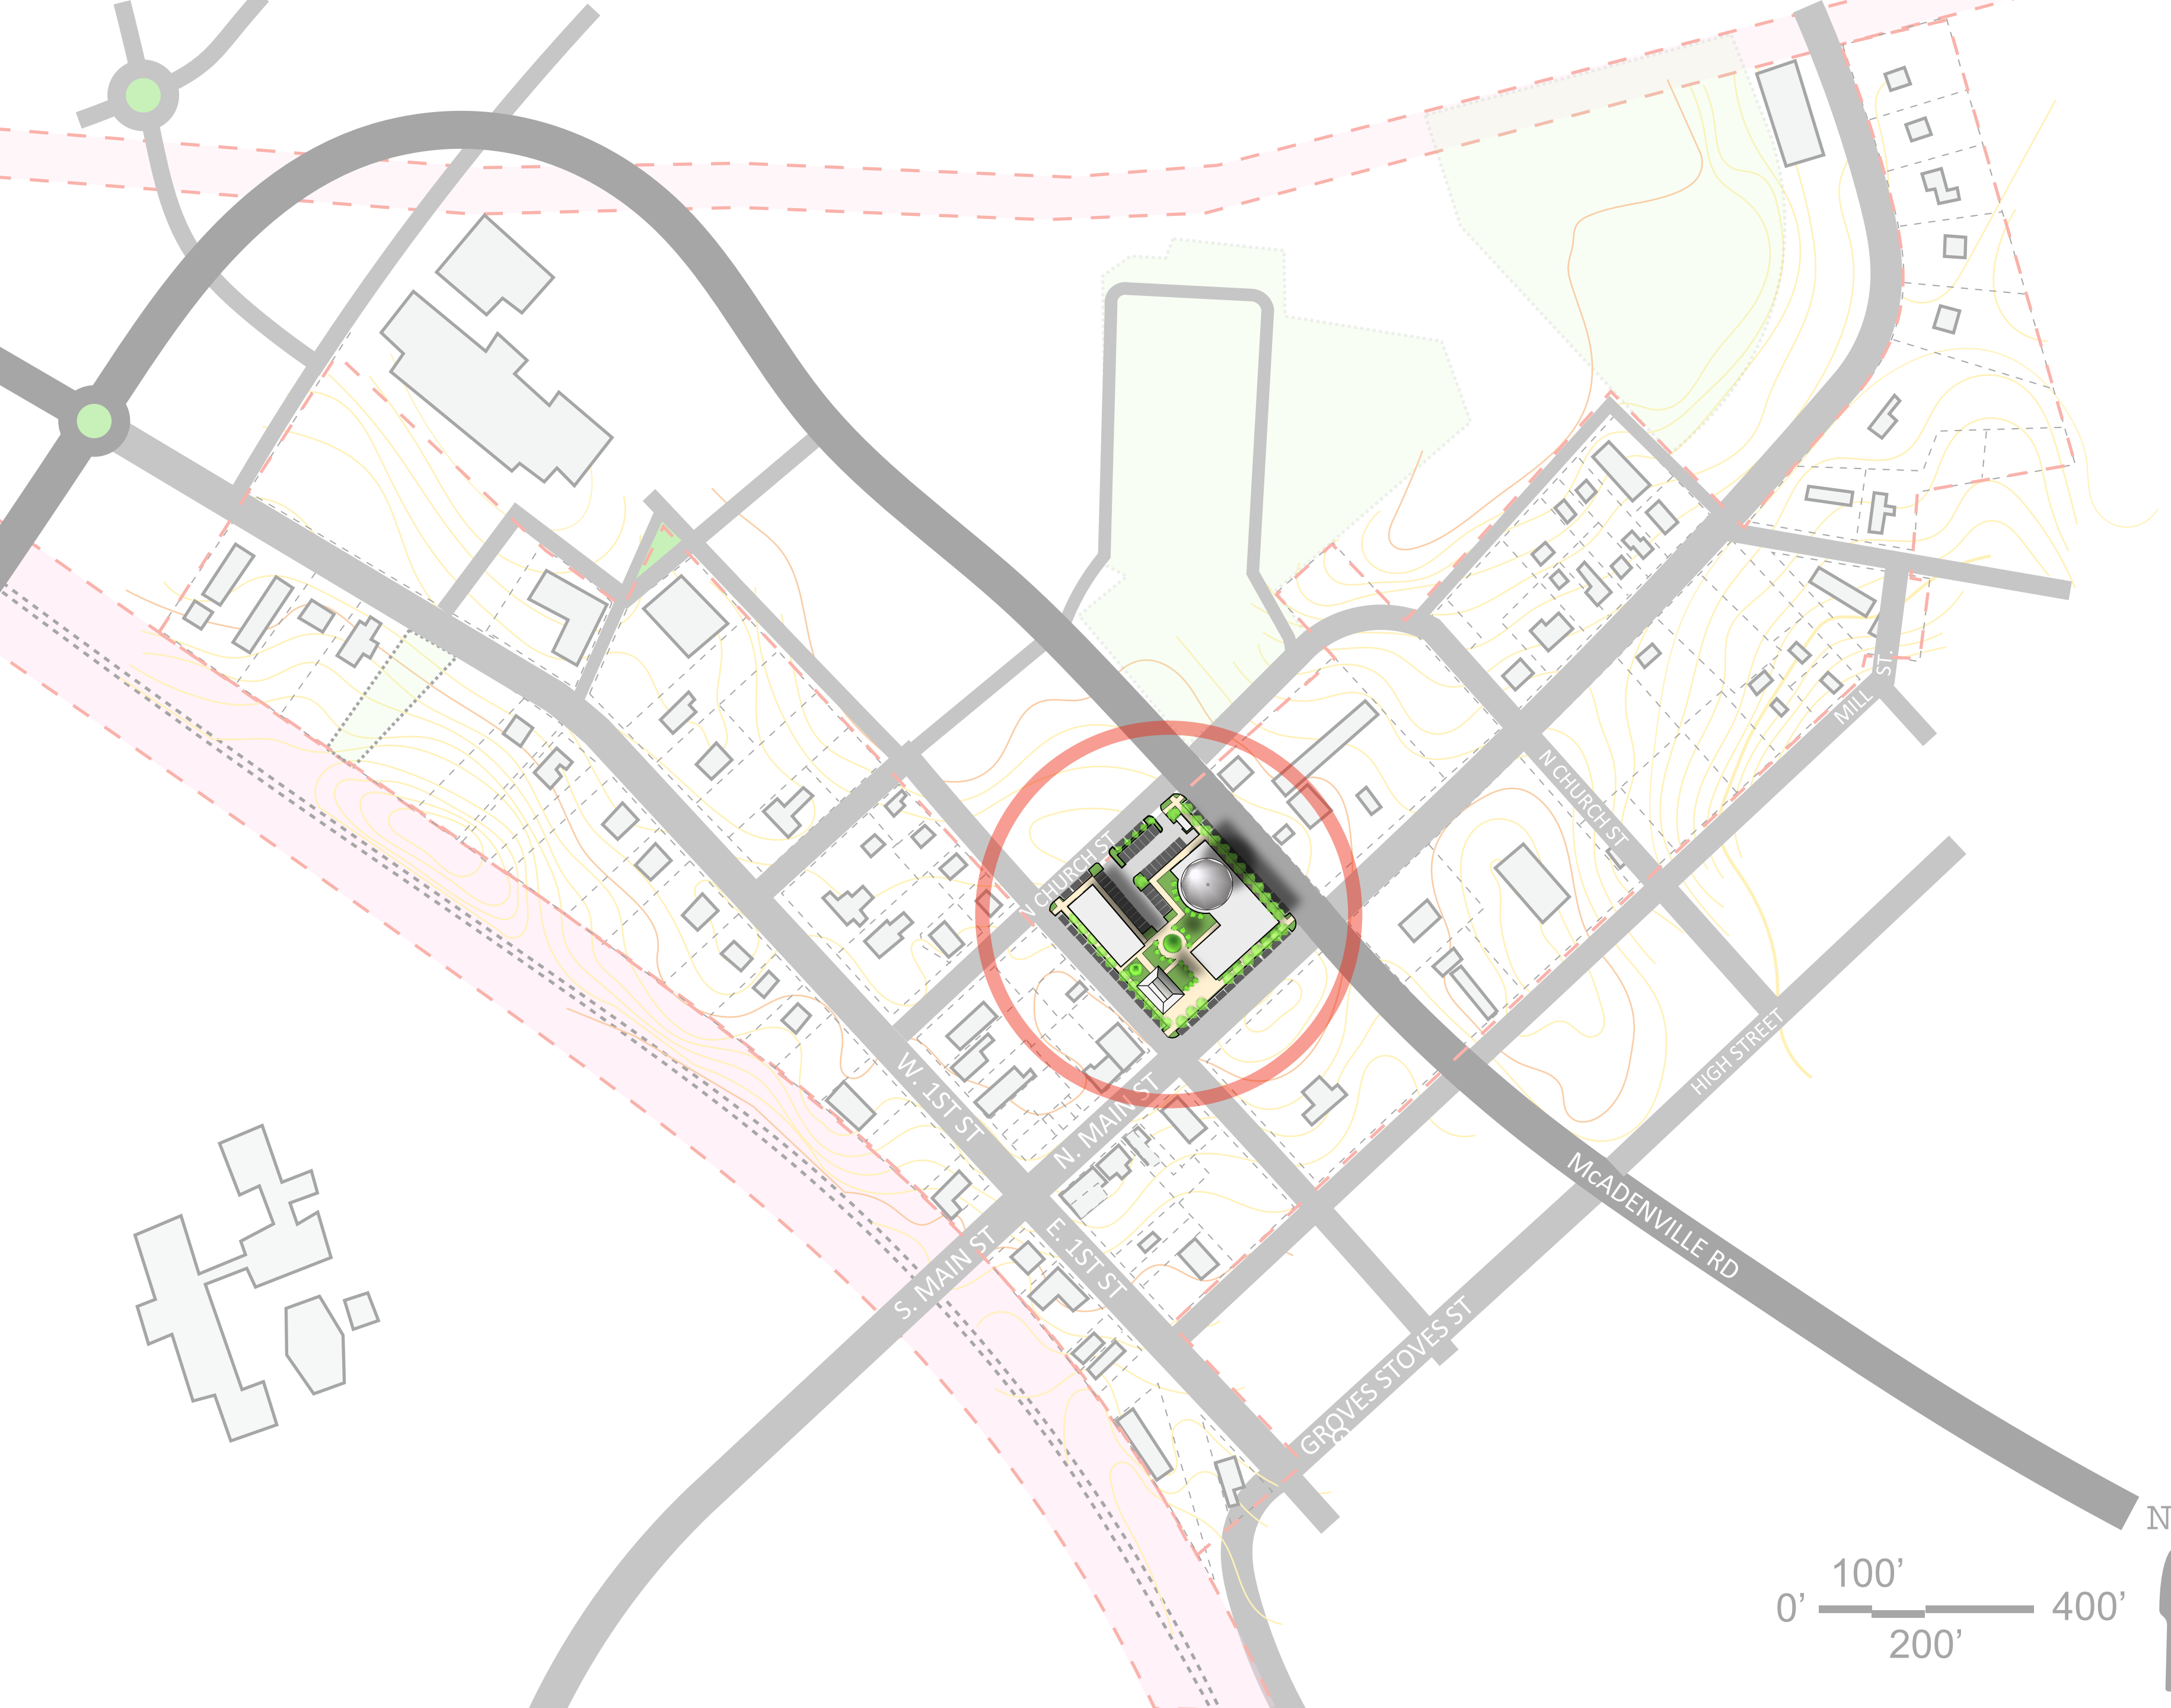 ST.
MILL
N CHURCH ST
N CHURCH ST
HIGH STREET
W. 1ST ST
N. MAIN ST
McADENVILLE RD
S. MAIN ST
E. 1ST ST
GROVES STOVES ST
N
100’
0’
400’
200’